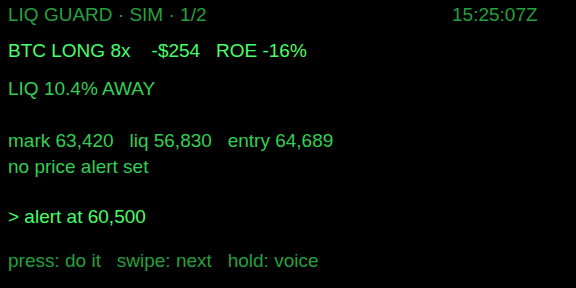 LIQ GUARD · SIM · 1/2 15:25:07Z
BTC LONG 8x -$254 ROE -16%
LIQ 10.4% AWAY
mark 63,420 liq 56,830 entry 64,689
no price alert set
> alert at 60,500
press: do it swipe: next hold: voice